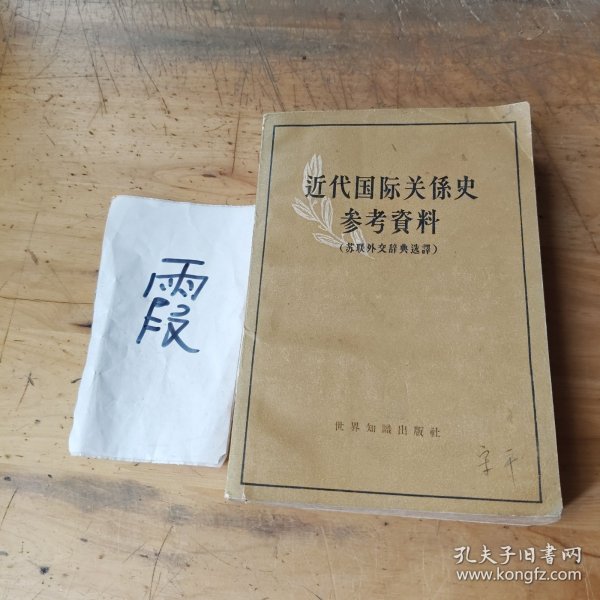 霞
近代国际关係史
参考資料
（苏联外交辞典选譯）
世界知識出版社
孔夫子旧书网
www.kongfz.com